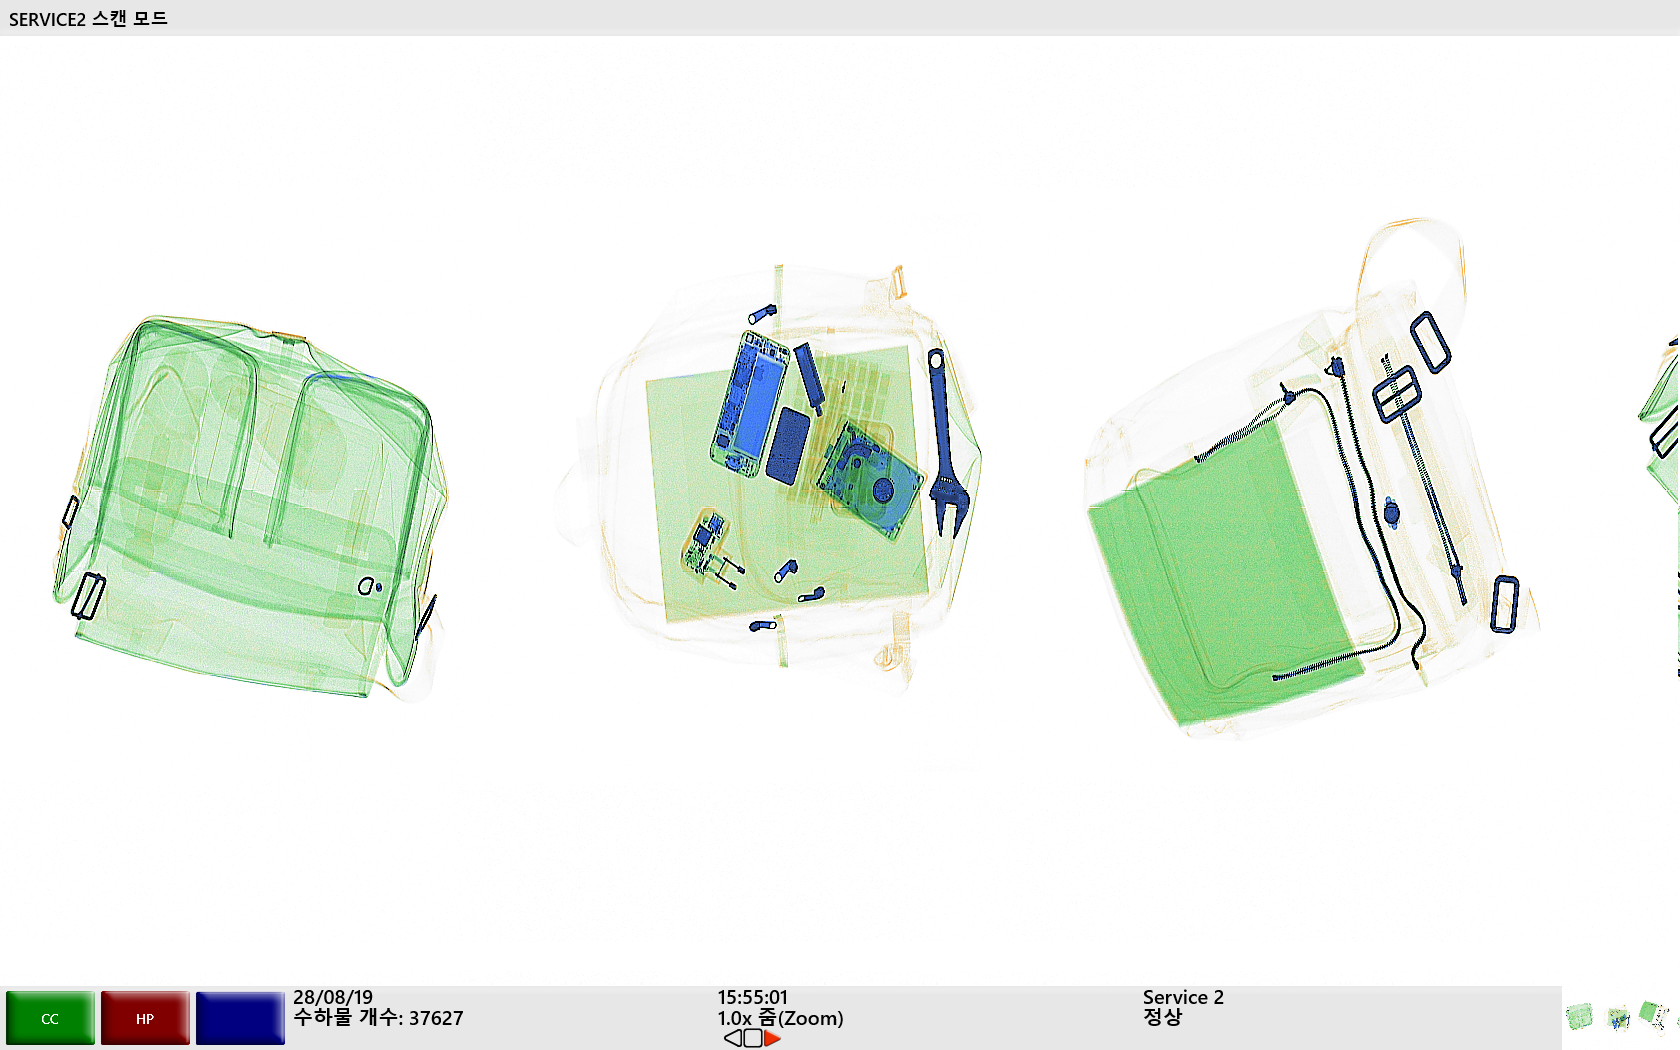 SERVICE2 스캔 모드
CC
HP
28/08/19
수하물 개수: 37627
15:55:01
1.0x 줌(Zoom)
Service 2
정상